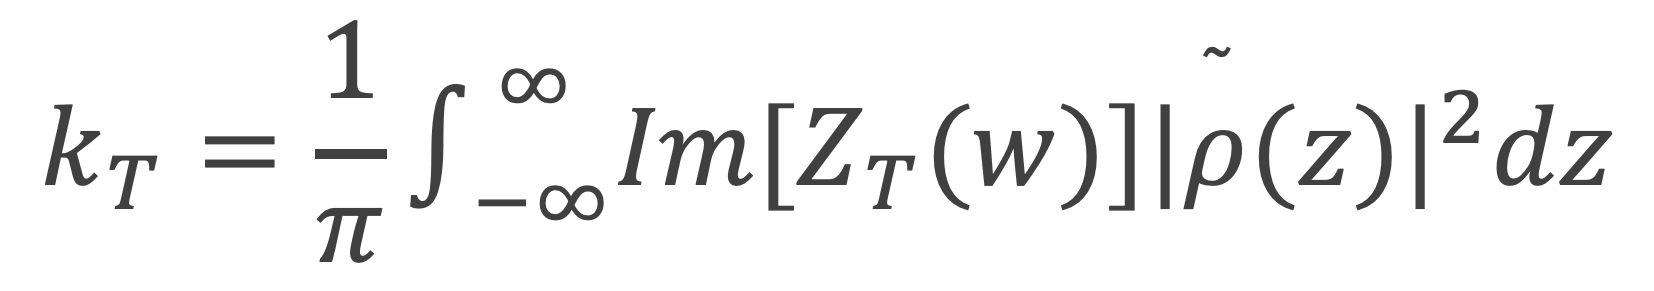 k_T = \frac{1}{\pi} \int_{-\infty}^{\infty} Im[Z_T(w)]|\tilde{\rho}(z)|^2 dz